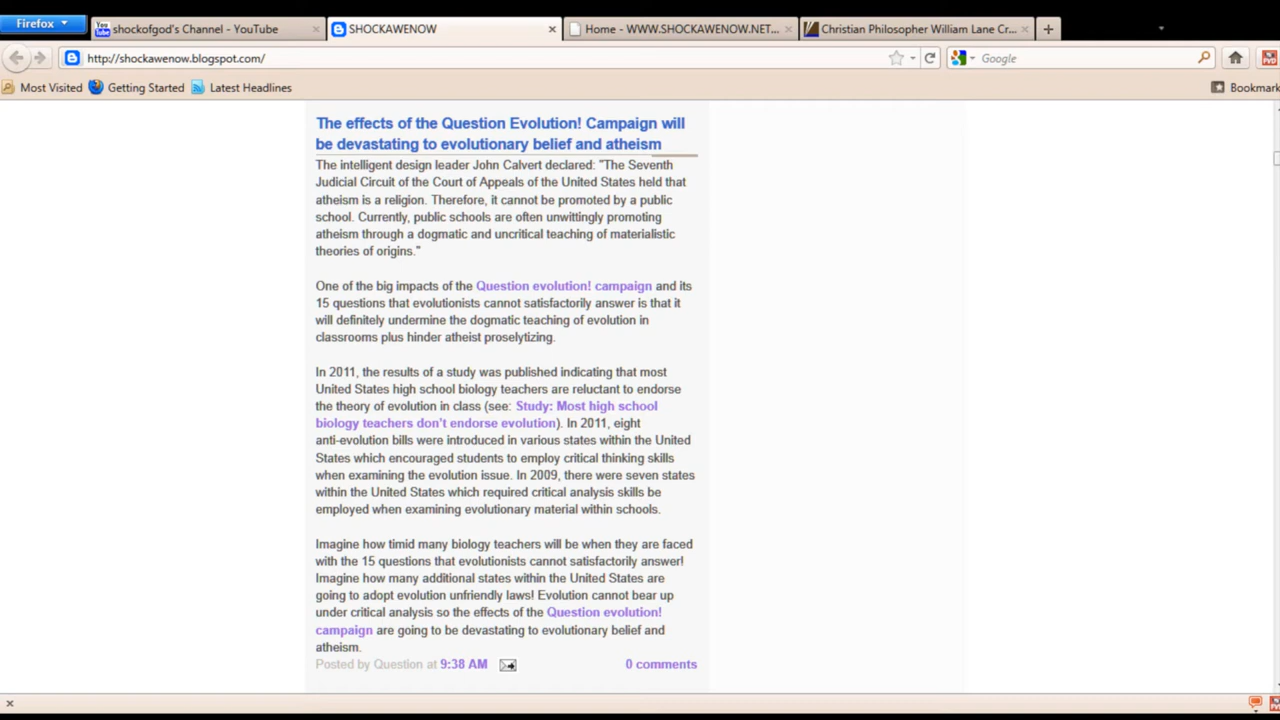 Firefox
shockofgod's Channel - YouTube
SHOCKAWENOW
Home - WWW.SHOCKAWENOW.NET...
Christian Philosopher William Lane Cr...
http://shockawenow.blogspot.com/
Google
Most Visited
Getting Started
Latest Headlines
Bookmark
The effects of the Question Evolution! Campaign will
be devastating to evolutionary belief and atheism
The intelligent design leader John Calvert declared: "The Seventh
Judicial Circuit of the Court of Appeals of the United States held that
atheism is a religion. Therefore, it cannot be promoted by a public
school. Currently, public schools are often unwittingly promoting
atheism through a dogmatic and uncritical teaching of materialistic
theories of origins."
One of the big impacts of the Question evolution! campaign and its
15 questions that evolutionists cannot satisfactorily answer is that it
will definitely undermine the dogmatic teaching of evolution in
classrooms plus hinder atheist proselytizing.
In 2011, the results of a study was published indicating that most
United States high school biology teachers are reluctant to endorse
the theory of evolution in class (see: Study: Most high school
biology teachers don't endorse evolution). In 2011, eight
anti-evolution bills were introduced in various states within the United
States which encouraged students to employ critical thinking skills
when examining the evolution issue. In 2009, there were seven states
within the United States which required critical analysis skills be
employed when examining evolutionary material within schools.
Imagine how timid many biology teachers will be when they are faced
with the 15 questions that evolutionists cannot satisfactorily answer!
Imagine how many additional states within the United States are
going to adopt evolution unfriendly laws! Evolution cannot bear up
under critical analysis so the effects of the Question evolution!
campaign are going to be devastating to evolutionary belief and
atheism.
Posted by Question at 9:38 AM
0 comments